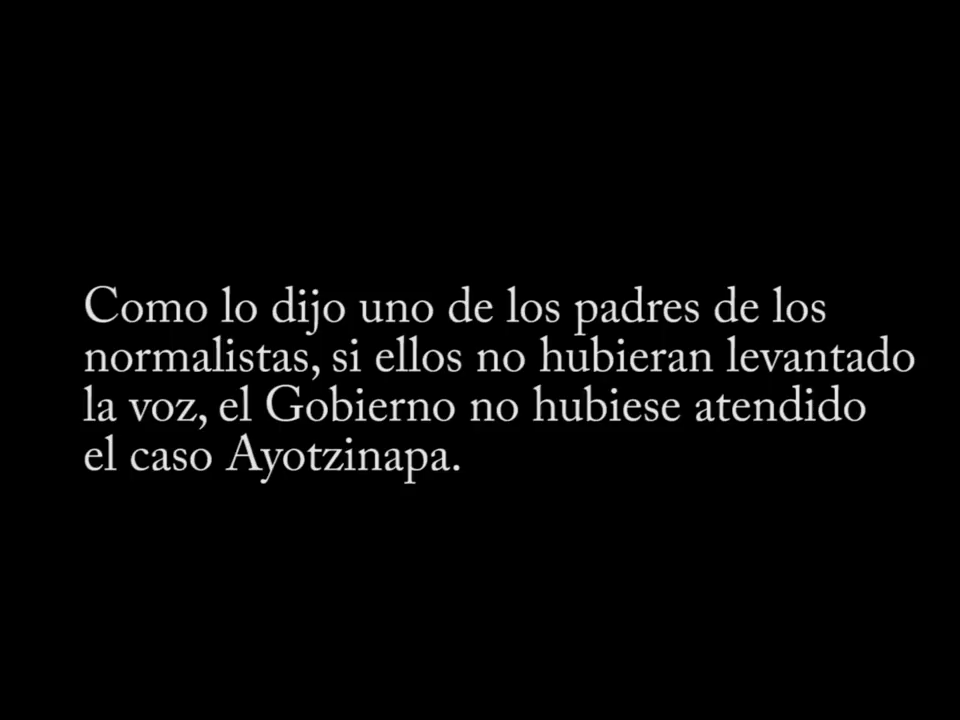 Como lo dijo uno de los padres de los
normalistas, si ellos no hubieran levantado
la voz, el Gobierno no hubiese atendido
el caso Ayotzinapa.